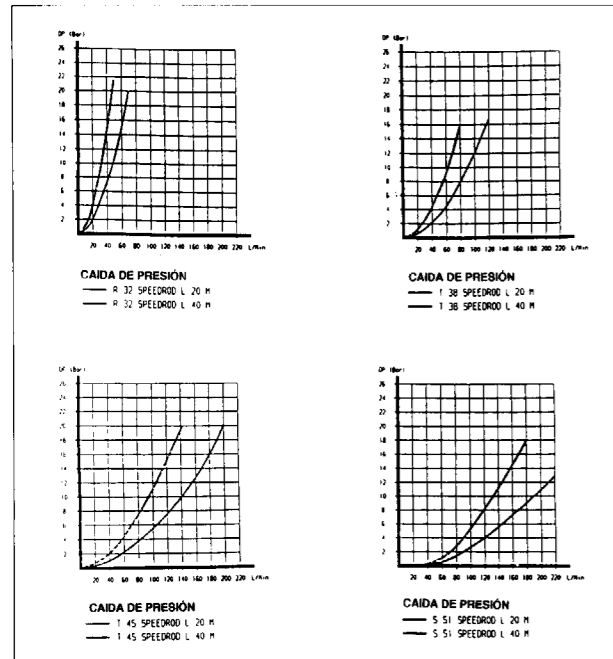 DP (Bar)
26
24
22
20
18
16
14
12
10
8
6
4
2
20 40 60 80 100 120 140 160 180 200 220 L/Min
CAIDA DE PRESIÓN
R 32 SPEEDROD L 20 M
R 32 SPEEDROD L 40 M
DP (Bar)
26
24
22
20
18
16
14
12
10
8
6
4
2
20 40 60 80 100 120 140 160 180 200 220 L/Min
CAIDA DE PRESIÓN
T 38 SPEEDROD L 20 M
T 38 SPEEDROD L 40 M
DP (Bar)
26
24
22
20
18
16
14
12
10
8
6
4
2
20 40 60 80 100 120 140 160 180 200 220 L/Min
CAIDA DE PRESIÓN
T 45 SPEEDROD L 20 M
T 45 SPEEDROD L 40 M
DP (Bar)
26
24
22
20
18
16
14
12
10
8
6
4
2
20 40 60 80 100 120 140 160 180 200 220 L/Min
CAIDA DE PRESIÓN
S 51 SPEEDROD L 20 M
S 51 SPEEDROD L 40 M